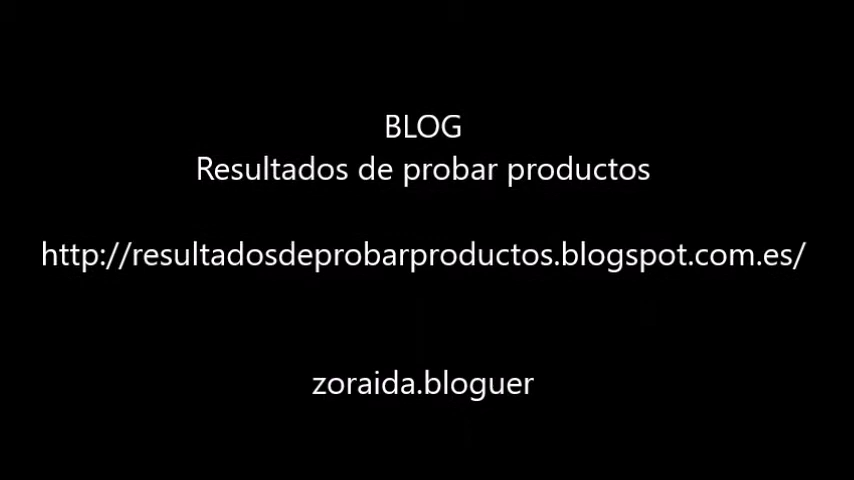 BLOG
Resultados de probar productos
http://resultadosdeprobarproductos.blogspot.com.es/
zoraida.bloguer